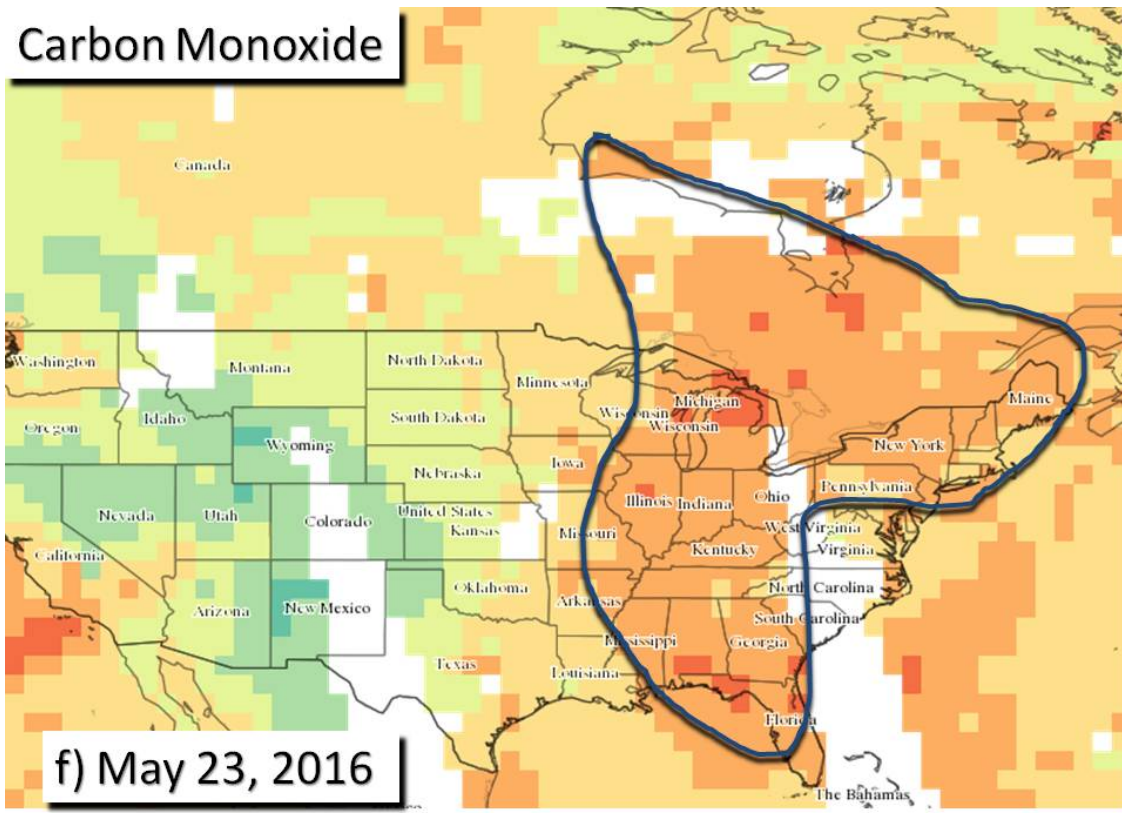 Carbon Monoxide
Canada
Washington
Montana
North Dakota
Minnesota
Maine
Oregon
Idaho
South Dakota
Wisconsin
Michigan
Wisconsin
Wyoming
New York
Nebraska
Iowa
Pennsylvania
Nevada
Utah
Colorado
United States
Kansas
Illinois
Indiana
Ohio
Missouri
West Virginia
Virginia
California
Kentucky
Arizona
New Mexico
Oklahoma
Arkansas
North Carolina
South Carolina
Mississippi
Georgia
Texas
Louisiana
Florida
f) May 23, 2016
The Bahamas